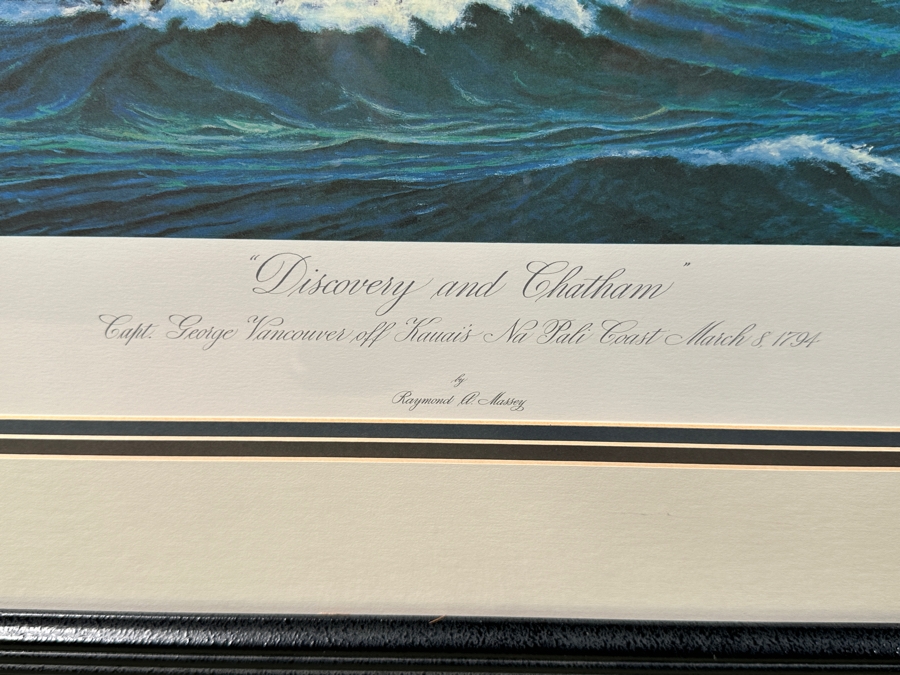 "Discovery and Chatham"
Capt. George Vancouver off Kauai's Na Pali Coast March 8, 1794
by
Raymond A. Massey